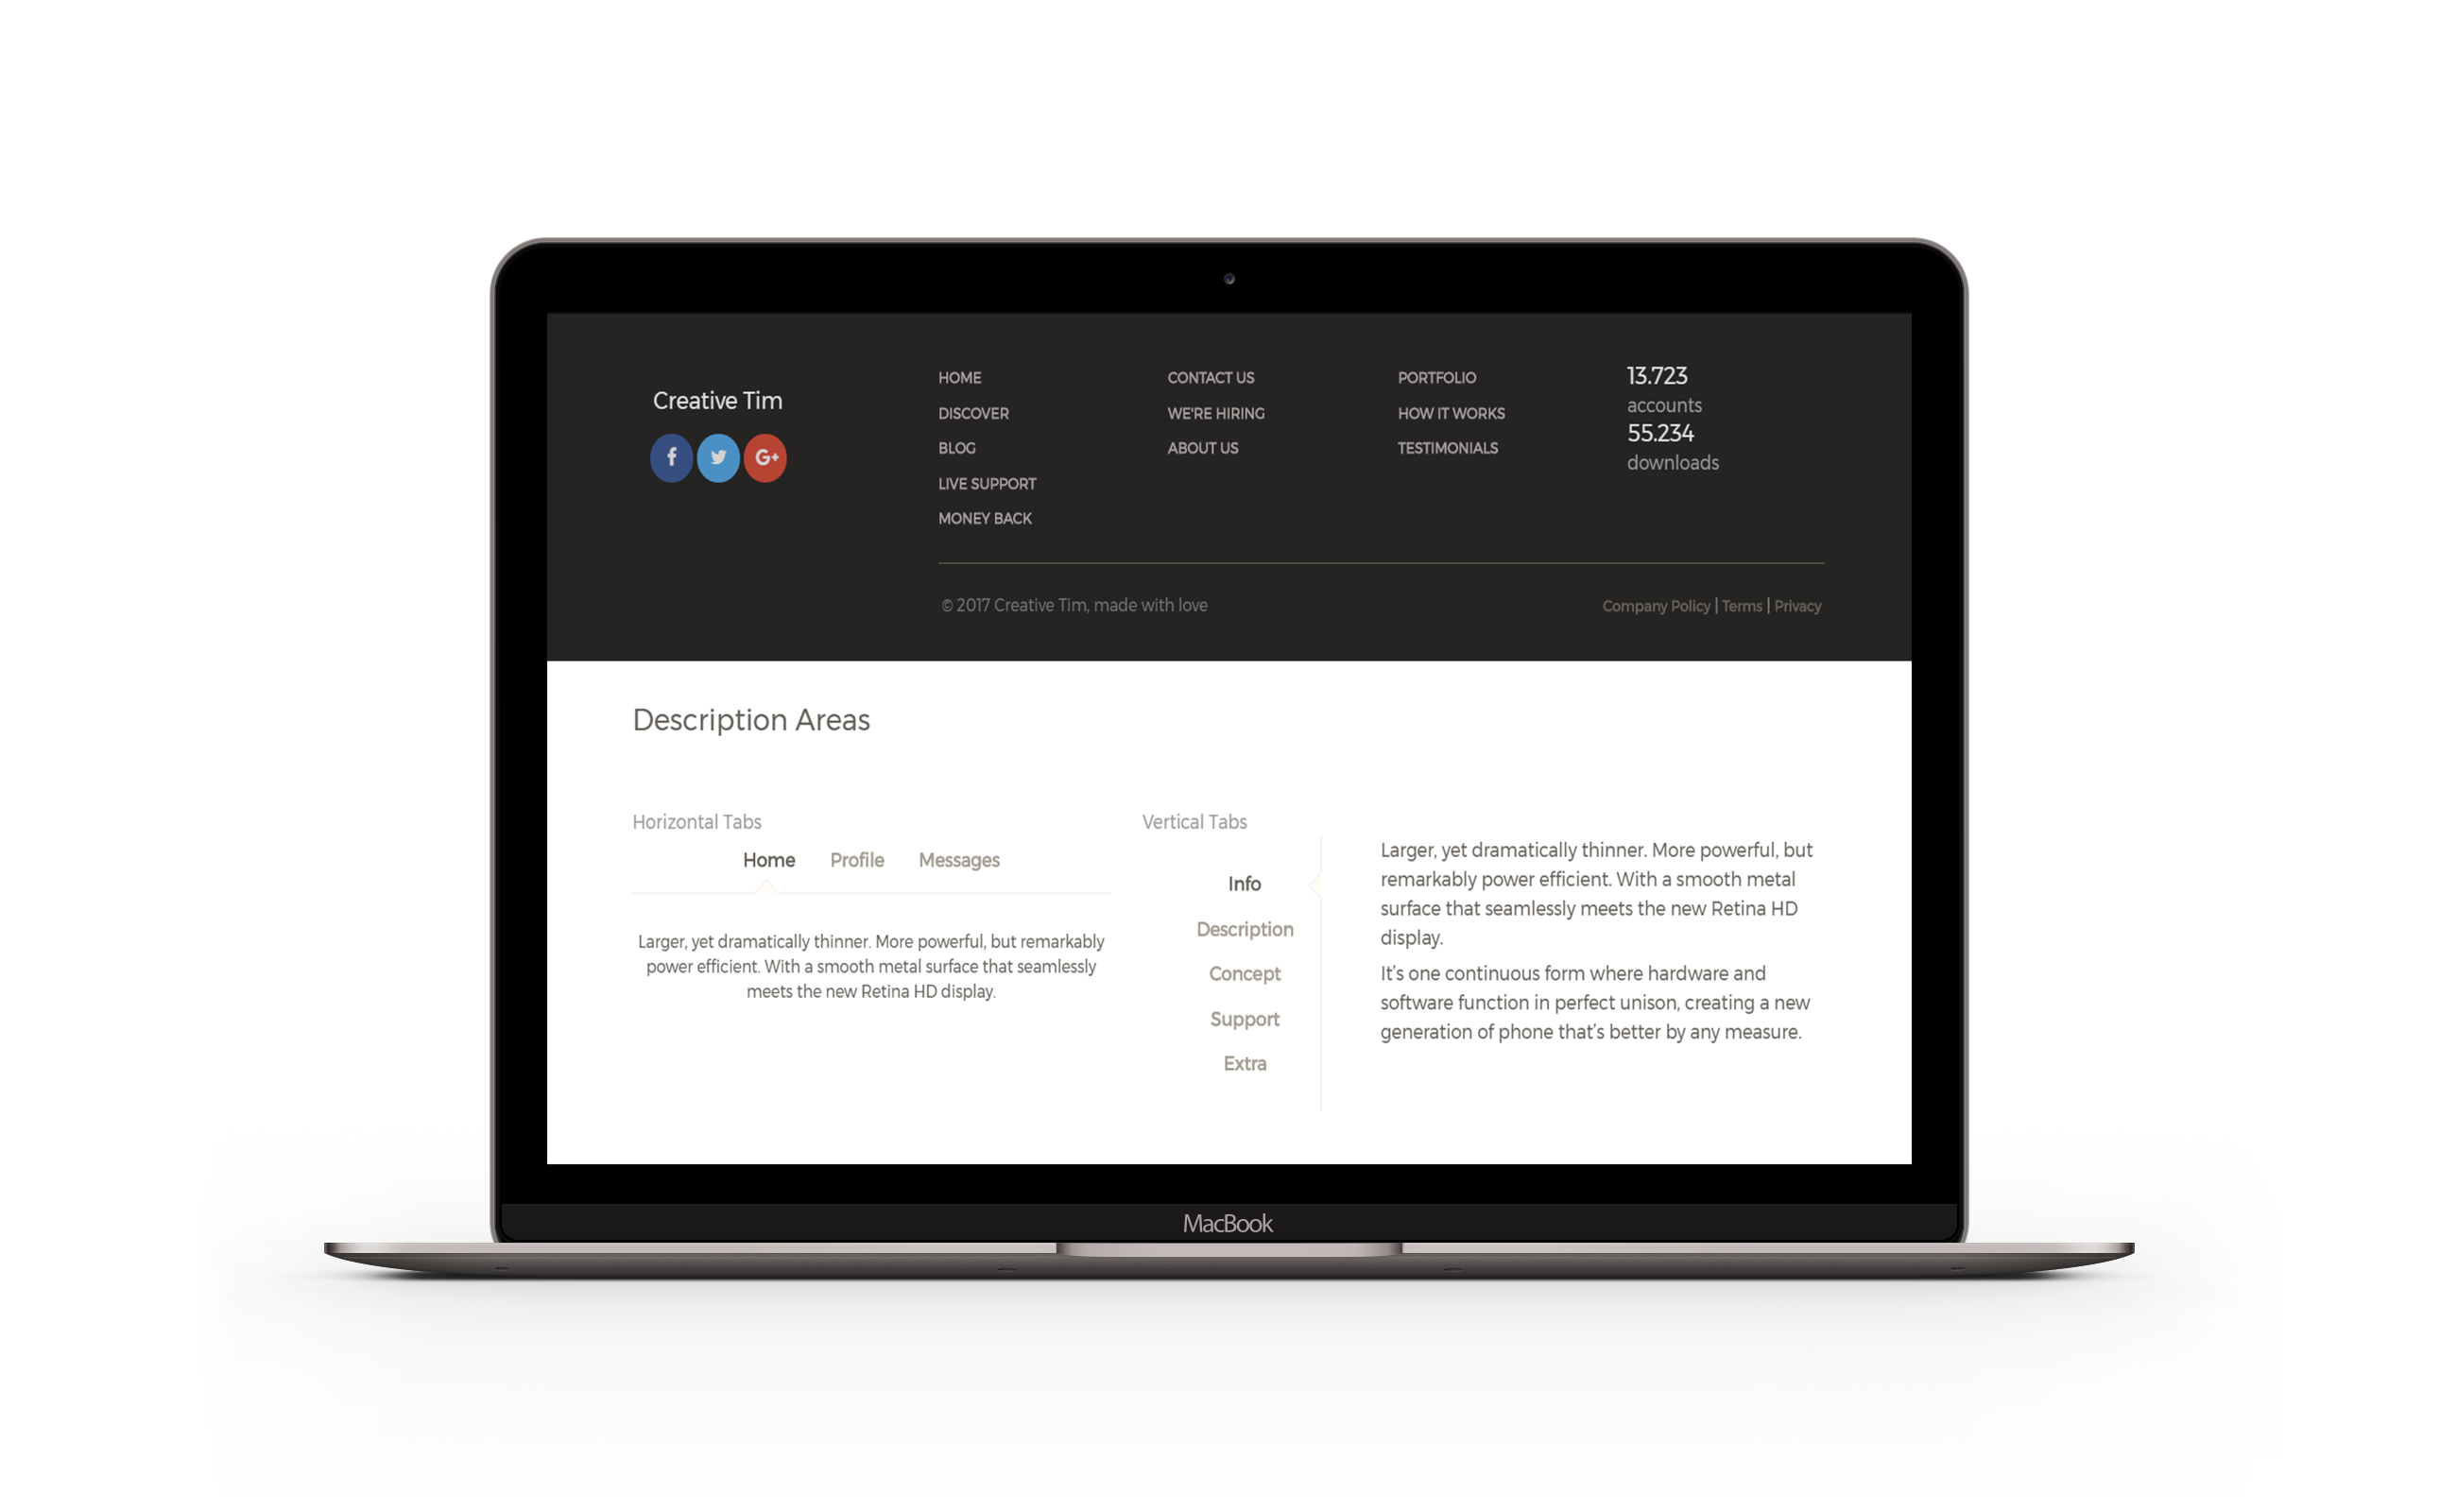 Creative Tim
f
G+
HOME
DISCOVER
BLOG
LIVE SUPPORT
MONEY BACK
CONTACT US
WE'RE HIRING
ABOUT US
PORTFOLIO
HOW IT WORKS
TESTIMONIALS
13.723
accounts
55.234
downloads
© 2017 Creative Tim, made with love
Company Policy | Terms | Privacy
Description Areas
Horizontal Tabs
Home Profile Messages
Larger, yet dramatically thinner. More powerful, but remarkably
power efficient. With a smooth metal surface that seamlessly
meets the new Retina HD display.
Vertical Tabs
Info
Description
Concept
Support
Extra
Larger, yet dramatically thinner. More powerful, but
remarkably power efficient. With a smooth metal
surface that seamlessly meets the new Retina HD
display.
It's one continuous form where hardware and
software function in perfect unison, creating a new
generation of phone that's better by any measure.
MacBook